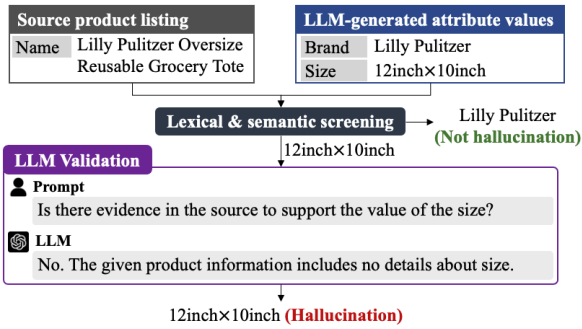 Source product listing
Name Lilly Pulitzer Oversize
Reusable Grocery Tote
LLM-generated attribute values
Brand Lilly Pulitzer
Size 12inch×10inch
Lexical & semantic screening
Lilly Pulitzer
(Not hallucination)
12inch×10inch
LLM Validation
Prompt
Is there evidence in the source to support the value of the size?
LLM
No. The given product information includes no details about size.
12inch×10inch (Hallucination)